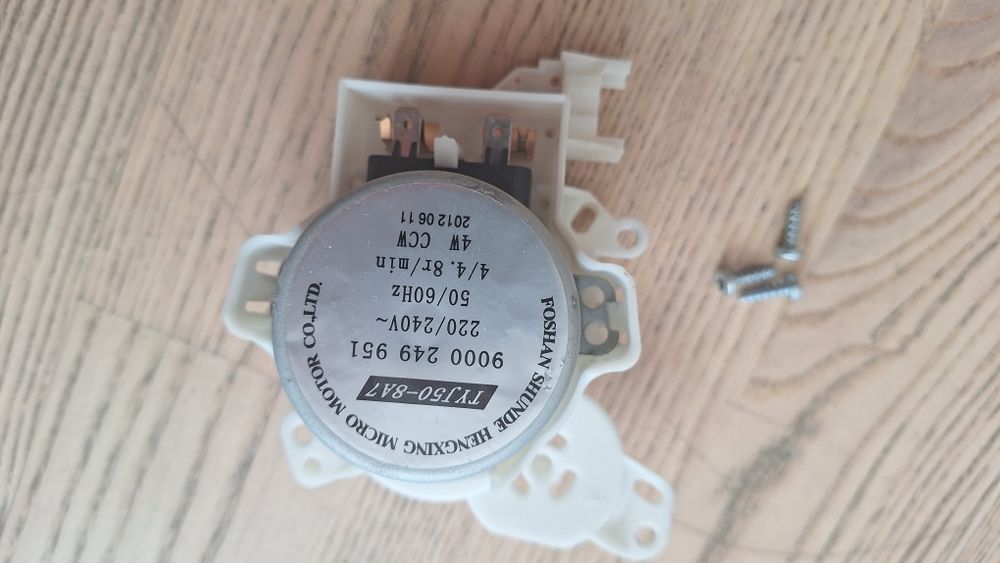 FOSHAN SHUNDE HENGXING MICRO MOTOR CO.,LTD.
TYJ50-8A7
9000 249 951
220/240V~
50/60Hz
4/4.8r/min
4W CCW
2012 06 11